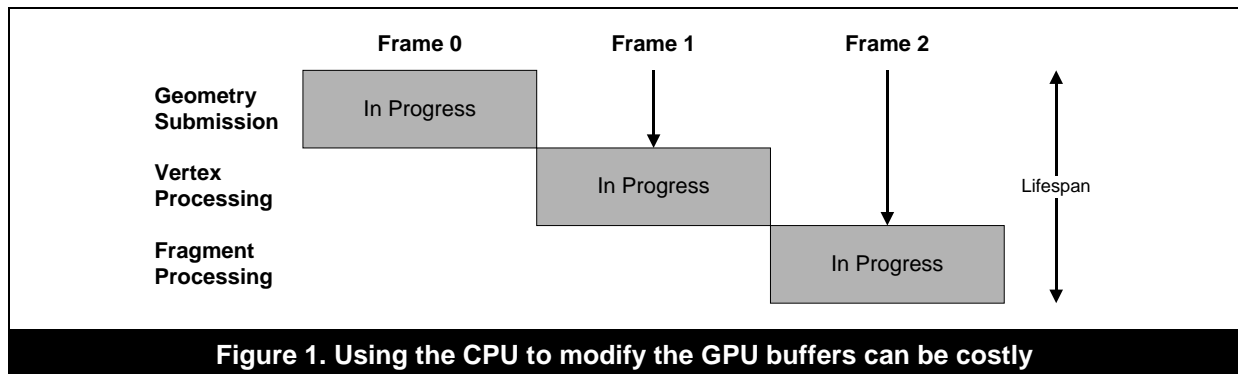 Frame 0
Frame 1
Frame 2
Geometry
Submission
In Progress
Vertex
Processing
In Progress
Lifespan
Fragment
Processing
In Progress
Figure 1. Using the CPU to modify the GPU buffers can be costly